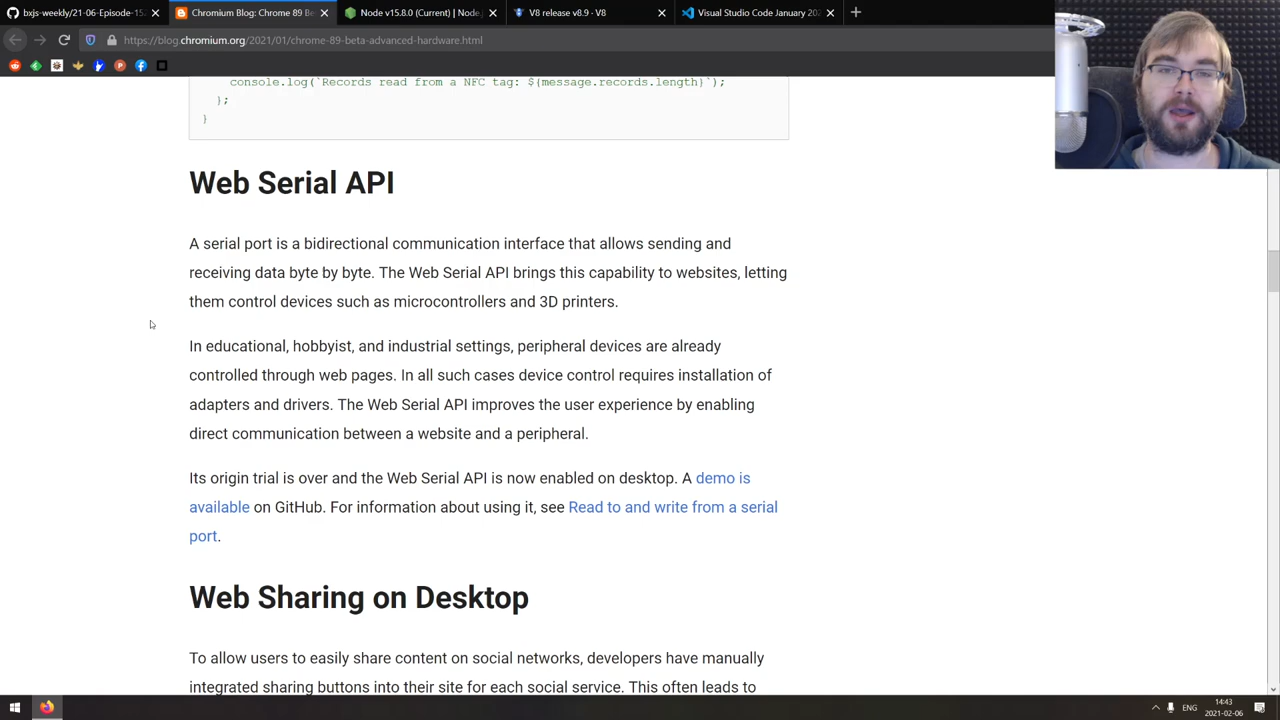 bxjs-weekly/21-06-Episode-15
Chromium Blog: Chrome 89 Be
Node v15.8.0 (Current) | N
V8 release v8.9 · V8
Visual Studio Code January 202
https://blog.chromium.org/2021/01/chrome-89-beta-advanced-hardware.html
console.log(`Records read from a NFC tag: ${message.records.length}`);
};
}
Web Serial API
A serial port is a bidirectional communication interface that allows sending and
receiving data byte by byte. The Web Serial API brings this capability to websites, letting
them control devices such as microcontrollers and 3D printers.
In educational, hobbyist, and industrial settings, peripheral devices are already
controlled through web pages. In all such cases device control requires installation of
adapters and drivers. The Web Serial API improves the user experience by enabling
direct communication between a website and a peripheral.
Its origin trial is over and the Web Serial API is now enabled on desktop. A demo is
available on GitHub. For information about using it, see Read to and write from a serial
port.
Web Sharing on Desktop
To allow users to easily share content on social networks, developers have manually
integrated sharing buttons into their site for each social service. This often leads to
ENG
14:43
2021-02-06